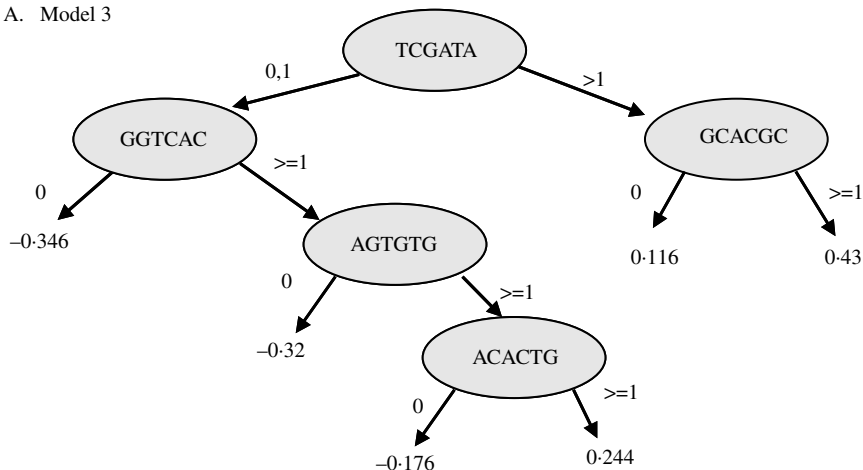 A. Model 3
TCGATA
0,1
>1
GGTCAC
GCACGC
0
>=1
0
>=1
–0·346
AGTGTG
0·116
0·43
0
>=1
–0·32
ACACTG
0
>=1
–0·176
0·244